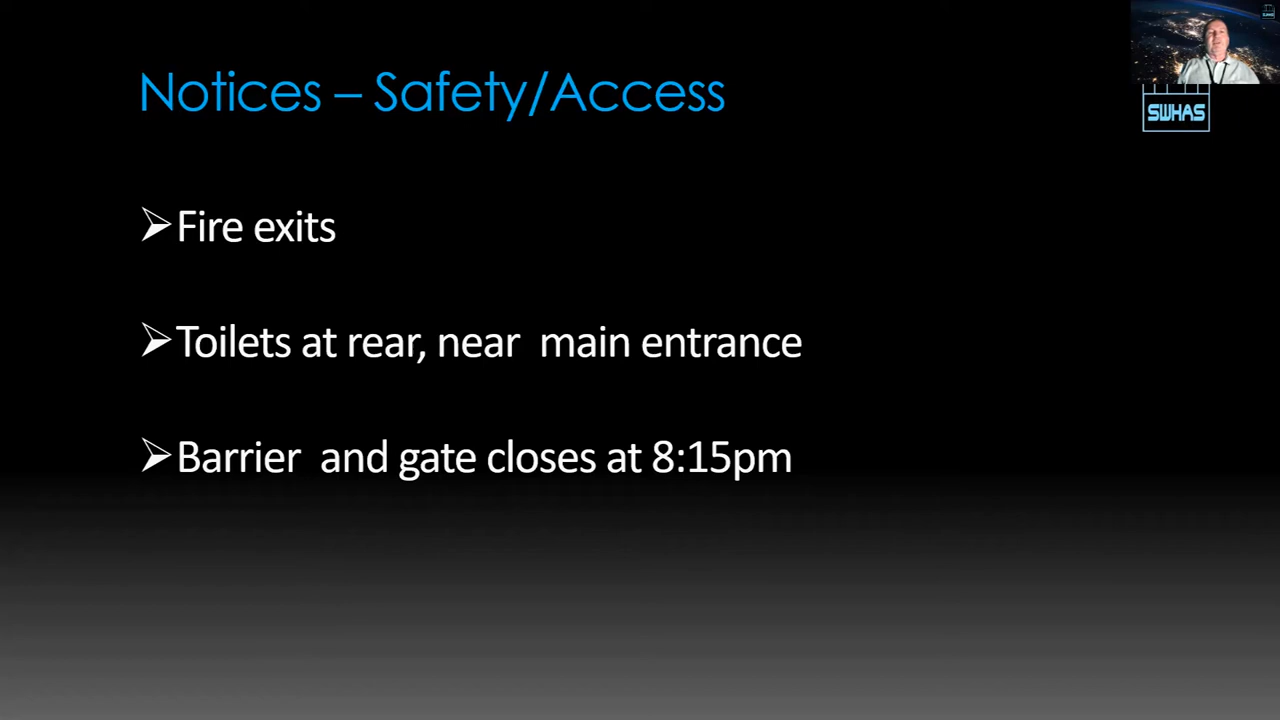 Notices – Safety/Access
SWHAS
➢Fire exits
➢Toilets at rear, near  main entrance
➢Barrier  and gate closes at 8:15pm